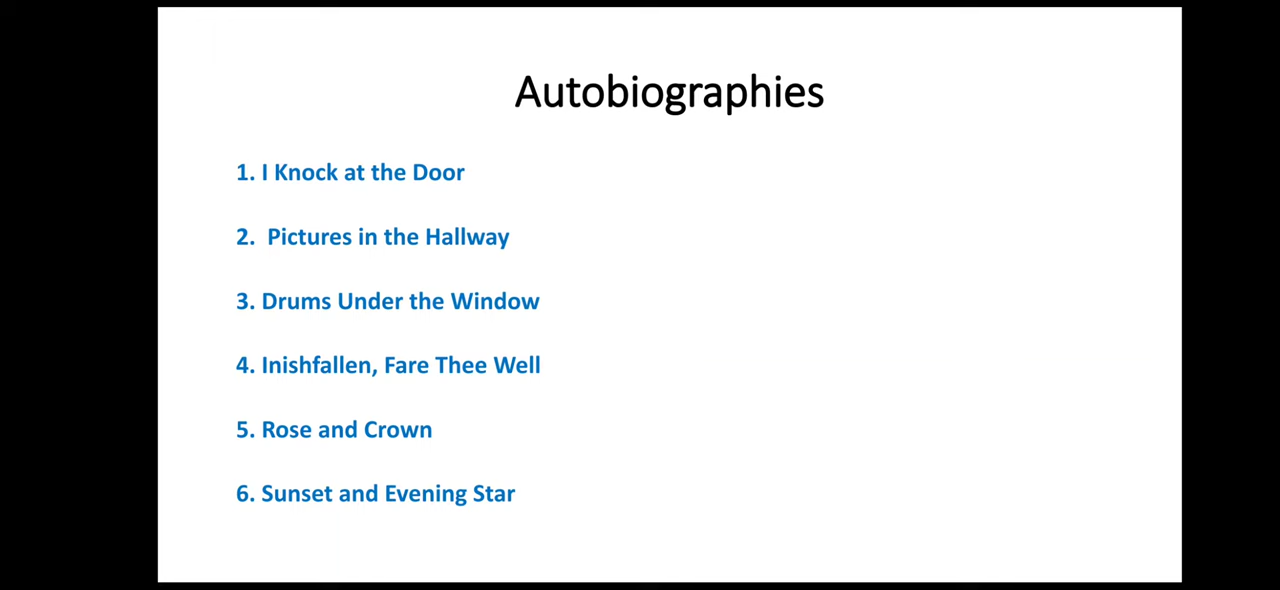 Autobiographies
1. I Knock at the Door
2. Pictures in the Hallway
3. Drums Under the Window
4. Inishfallen, Fare Thee Well
5. Rose and Crown
6. Sunset and Evening Star